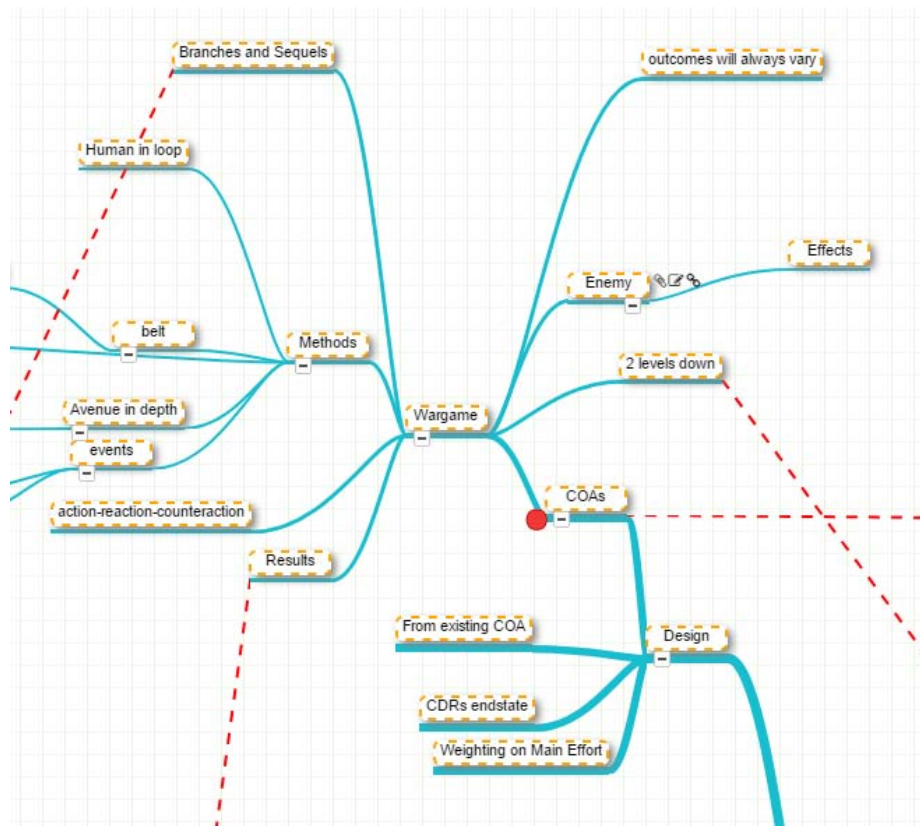 Branches and Sequels
outcomes will always vary
Human in loop
Effects
Enemy
belt
Methods
2 levels down
Avenue in depth
Wargame
events
COAs
action-reaction-counteraction
Results
From existing COA
Design
CDRs endstate
Weighting on Main Effort